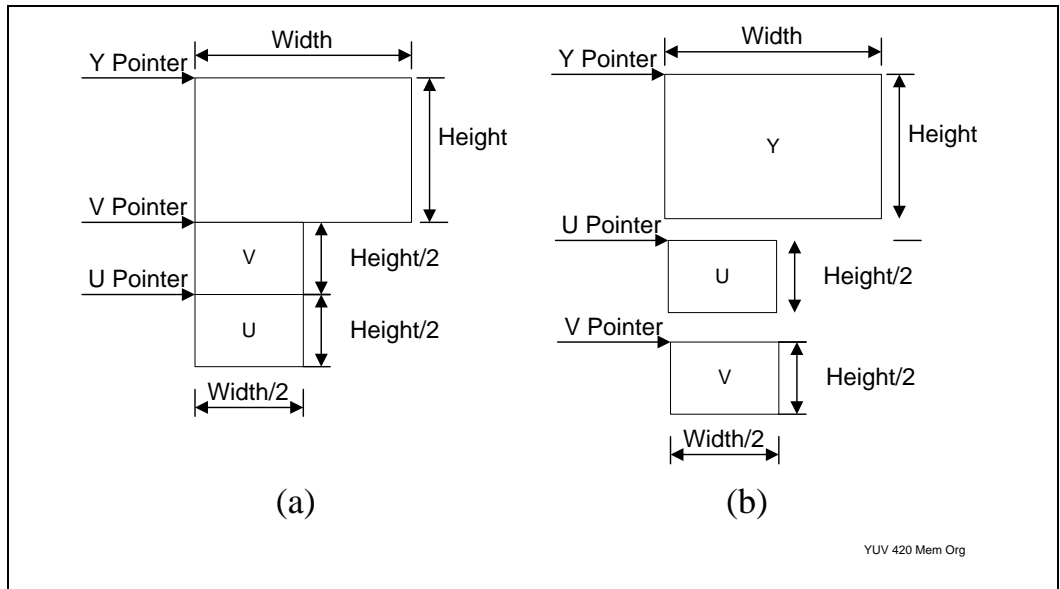 Width
Y Pointer
Height
V Pointer
V
Height/2
U Pointer
U
Height/2
Width/2
(a)
Width
Y Pointer
Y
Height
U Pointer
U
Height/2
V Pointer
V
Height/2
Width/2
(b)
YUV 420 Mem Org